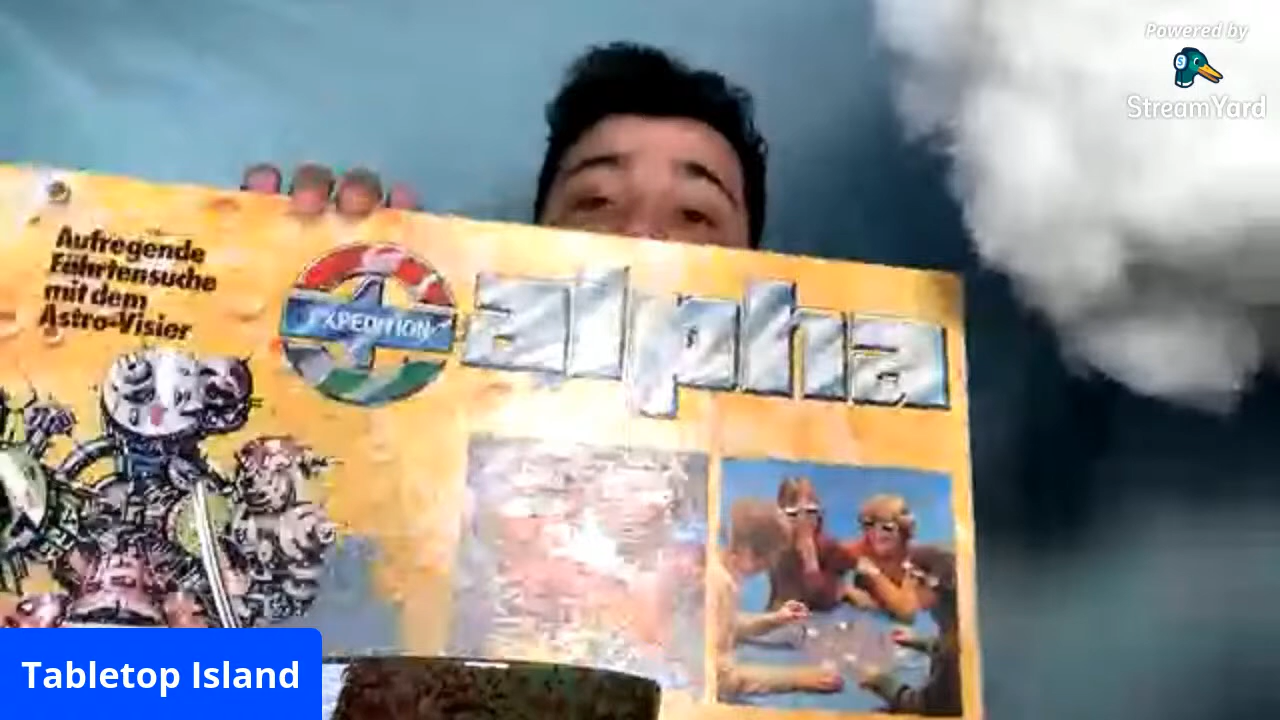 Powered by
StreamYard
Aufregende
Fährtensuche
mit dem
Astro-Visier
EXPEDITION
alpha
Tabletop Island